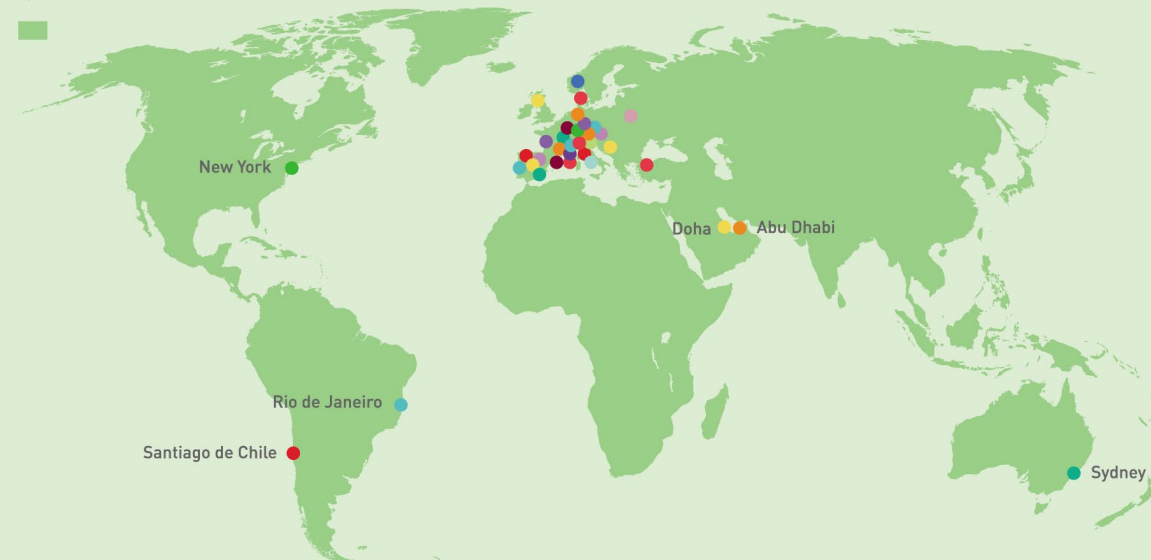 New York
Doha
Abu Dhabi
Rio de Janeiro
Santiago de Chile
Sydney